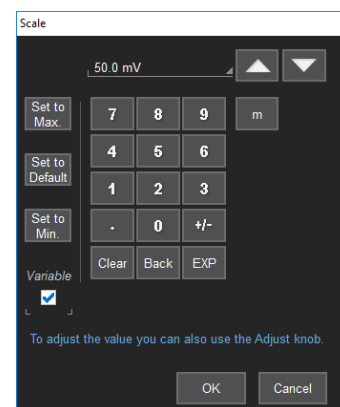 Scale
50.0 mV
Set to
Max.
7 8 9 m
Set to
Default
4 5 6
1 2 3
Set to
Min.
. 0 +/-
Clear Back EXP
Variable
To adjust the value you can also use the Adjust knob.
OK Cancel